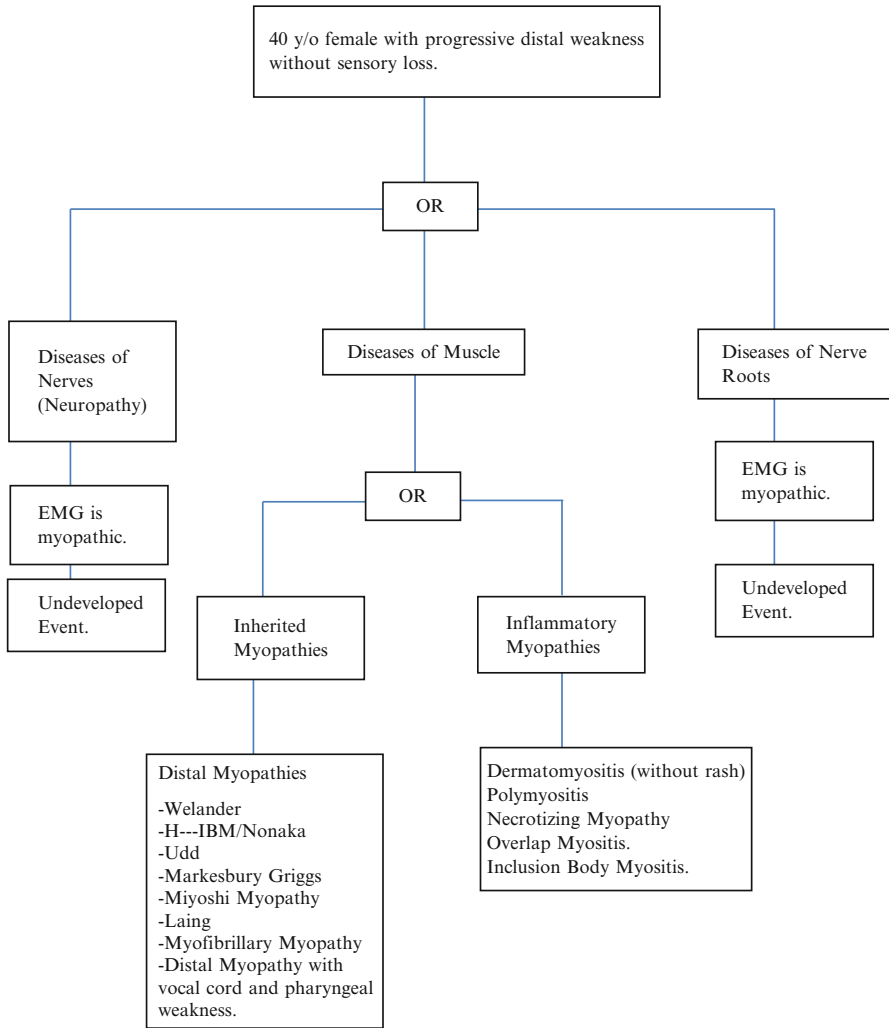 40 y/o female with progressive distal weakness
without sensory loss.
OR
Diseases of
Nerves
(Neuropathy)
Diseases of Muscle
Diseases of Nerve
Roots
EMG is
myopathic.
OR
EMG is
myopathic.
Undeveloped
Event.
Inherited
Myopathies
Inflammatory
Myopathies
Undeveloped
Event.
Distal Myopathies
-Welander
-H---IBM/Nonaka
-Udd
-Markesbury Griggs
-Miyoshi Myopathy
-Laing
-Myofibrillary Myopathy
-Distal Myopathy with
vocal cord and pharyngeal
weakness.
Dermatomyositis (without rash)
Polymyositis
Necrotizing Myopathy
Overlap Myositis.
Inclusion Body Myositis.